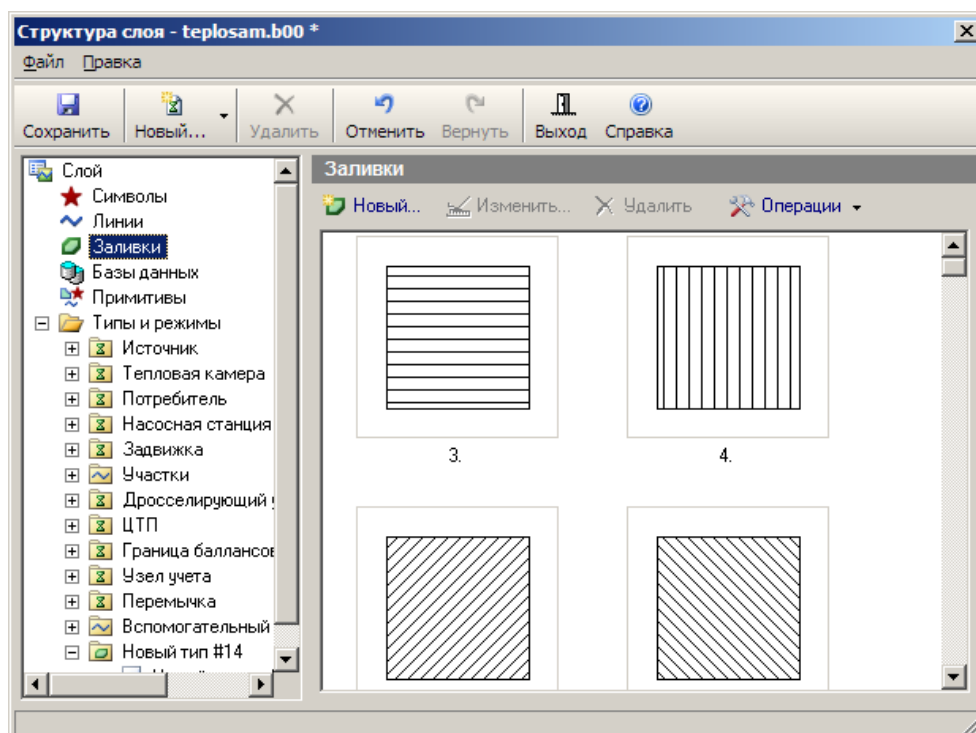 Структура слоя - teplosam.b00 *
Файл Правка
Сохранить Новый... Удалить Отменить Вернуть Выход Справка
Слой
Символы
Линии
Заливки
Базы данных
Примитивы
Типы и режимы
Источник
Тепловая камера
Потребитель
Насосная станция
Задвижка
Участки
Дросселирующий
ЦТП
Граница баллансов
Узел учета
Перемычка
Вспомогательный
Новый тип #14
Заливки
Новый... Изменить... Удалить Операции
3. 4.